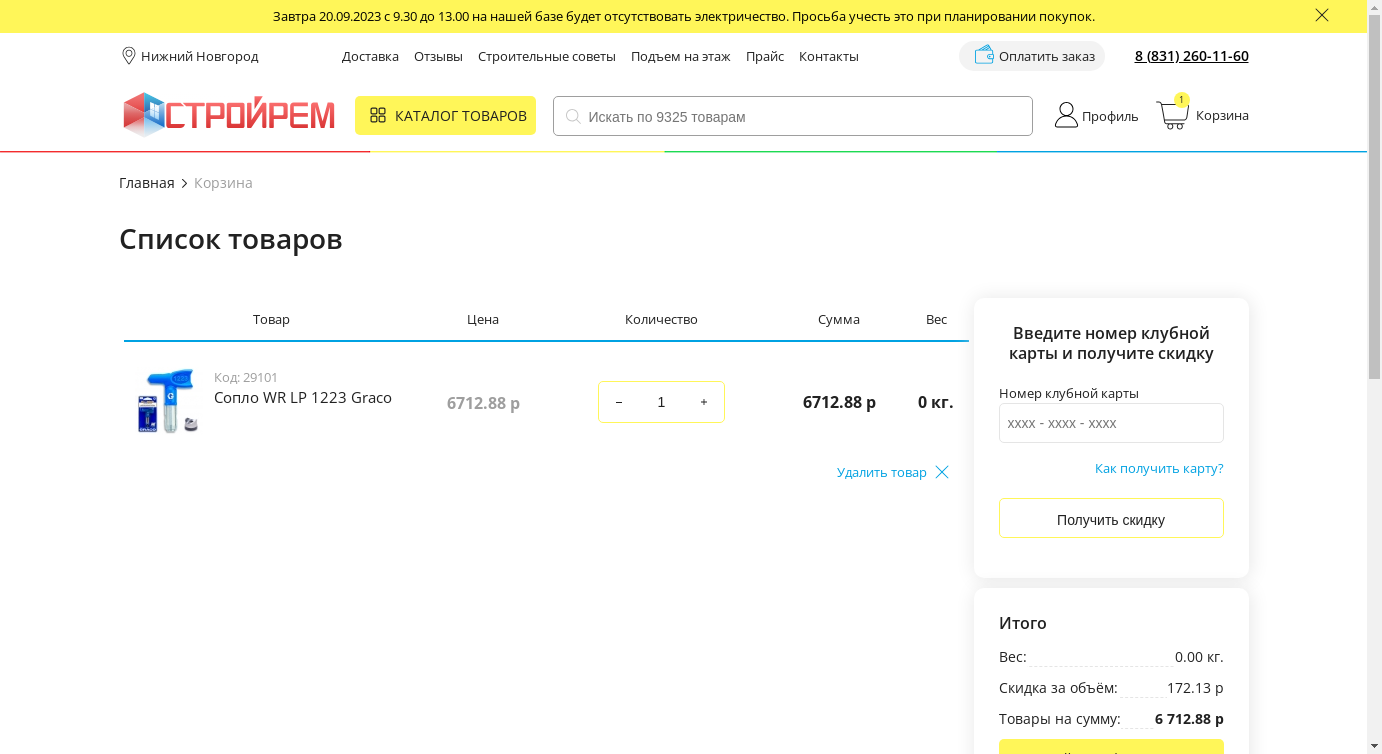 Завтра 20.09.2023 с 9.30 до 13.00 на нашей базе будет отсутствовать электричество. Просьба учесть это при планировании покупок.
Нижний Новгород
Доставка Отзывы Строительные советы Подъем на этаж Прайс Контакты
Оплатить заказ
8 (831) 260-11-60
СТРОЙРЕМ
КАТАЛОГ ТОВАРОВ
Искать по 9325 товарам
Профиль
1
Корзина
Главная > Корзина
Список товаров
Товар Цена Количество Сумма Вес
Код: 29101
Сопло WR LP 1223 Graco
6712.88 р
− 1 +
6712.88 р
0 кг.
Удалить товар
Введите номер клубной
карты и получите скидку
Номер клубной карты
xxxx - xxxx - xxxx
Как получить карту?
Получить скидку
Итого
Вес: 0.00 кг.
Скидка за объём: 172.13 р
Товары на сумму: 6 712.88 р